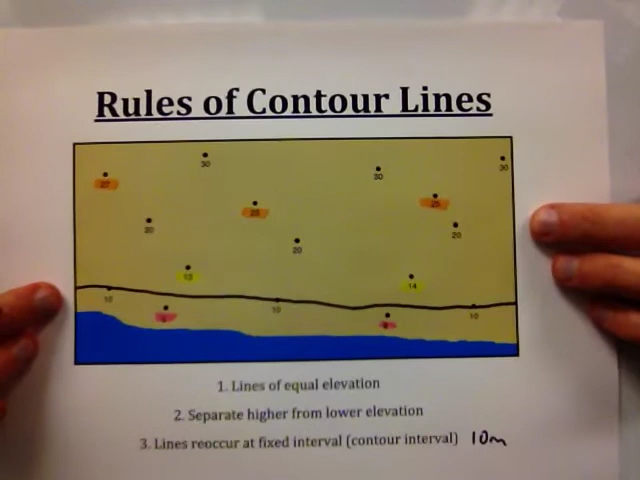 Rules of Contour Lines
30
30
30
20
20
20
14
10
10
10
1. Lines of equal elevation
2. Separate higher from lower elevation
3. Lines reoccur at fixed interval (contour interval) 10m